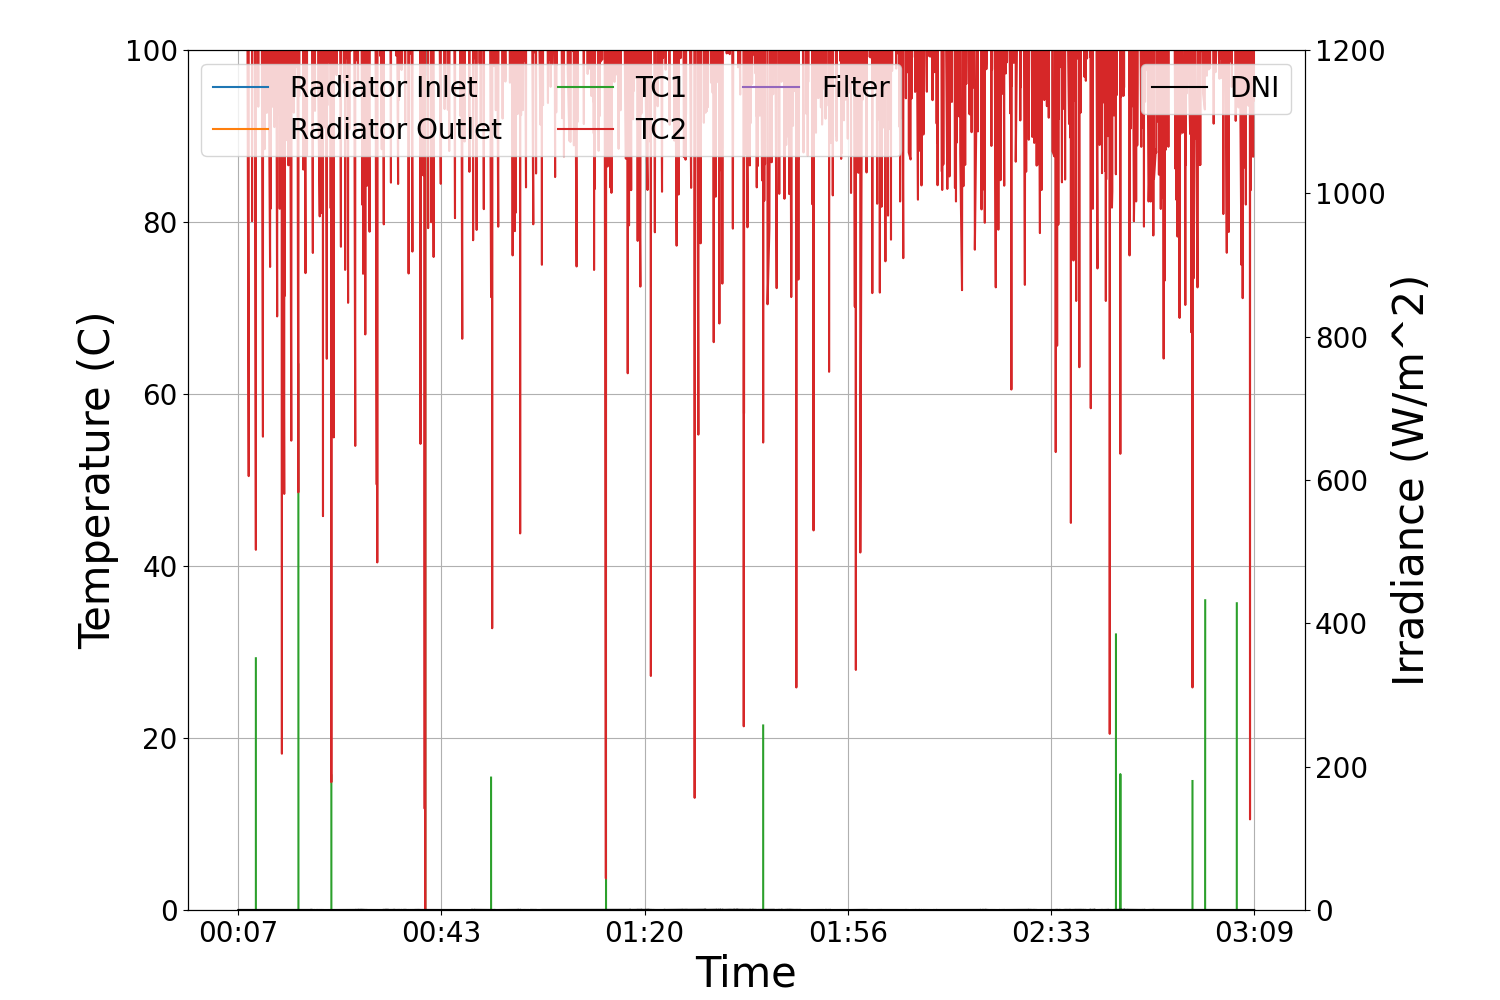 100
80
60
40
20
0
Temperature (C)
Radiator Inlet
Radiator Outlet
TC1
TC2
Filter
DNI
1200
1000
800
600
400
200
0
Irradiance (W/m^2)
00:07
00:43
01:20
01:56
02:33
03:09
Time